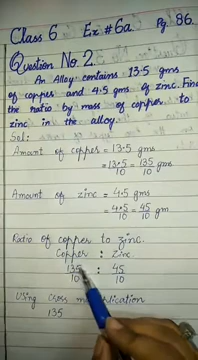 Class 6 Ex #6a. Pg. 86.
Question No. 2.
An Alloy contains 13.5 gms
of copper and 4.5 gms of zinc. Find
the ratio by mass of copper to
zinc in the alloy.
Sol:
Amount of copper = 13.5 gms
= 13.5/10 = 135/10 gm
Amount of zinc = 4.5 gms
= 4.5/10 = 45/10 gm
Ratio of copper to zinc.
Copper : Zinc.
135/10 : 45/10
Using Cross
135